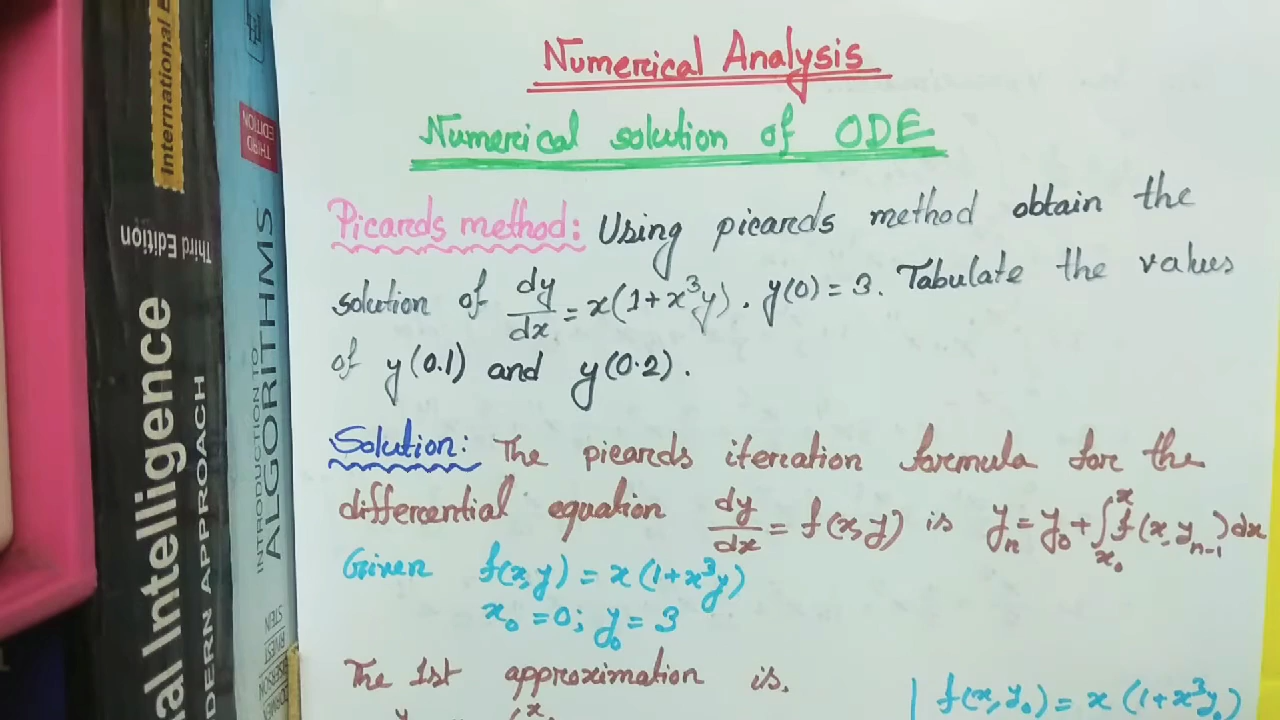 Numerical Analysis
Numerical solution of ODE
Picards method: Using picards method obtain the
solution of dy/dx = x(1+x³y), y(0) = 3. Tabulate the values
of y(0.1) and y(0.2).
Solution: The picards iteration formula for the
differential equation dy/dx = f(x,y) is yₙ = y₀ + ∫ₓ₀ˣ f(x, yₙ₋₁) dx
Given f(x,y) = x(1+x³y)
x₀ = 0; y₀ = 3
The 1st approximation is.
f(x, y₀) = x(1+x³y₀)
International
Third Edition
Intelligence
APPROACH
THIRD
EDITION
INTRODUCTION TO
ALGORITHMS
RIVEST
STEIN